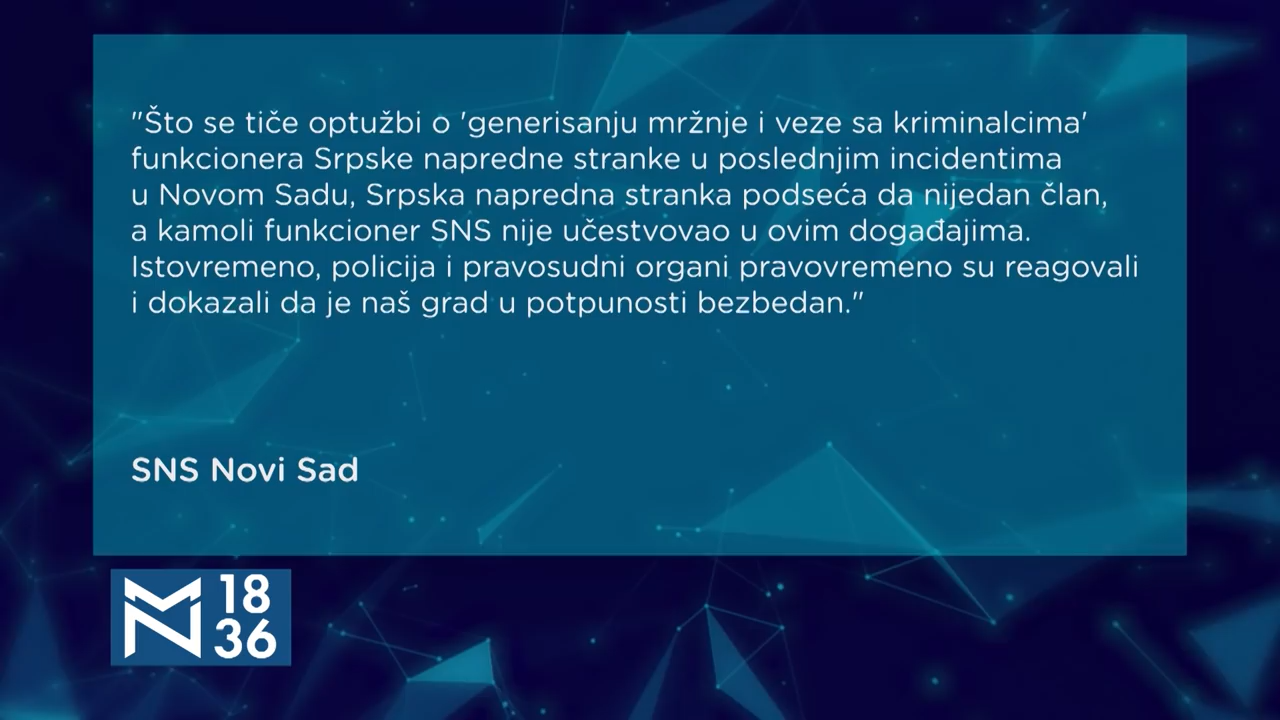 "Što se tiče optužbi o 'generisanju mržnje i veze sa kriminalcima'
funkcionera Srpske napredne stranke u poslednjim incidentima
u Novom Sadu, Srpska napredna stranka podseća da nijedan član,
a kamoli funkcioner SNS nije učestvovao u ovim događajima.
Istovremeno, policija i pravosudni organi pravovremeno su reagovali
i dokazali da je naš grad u potpunosti bezbedan."
SNS Novi Sad
18
36